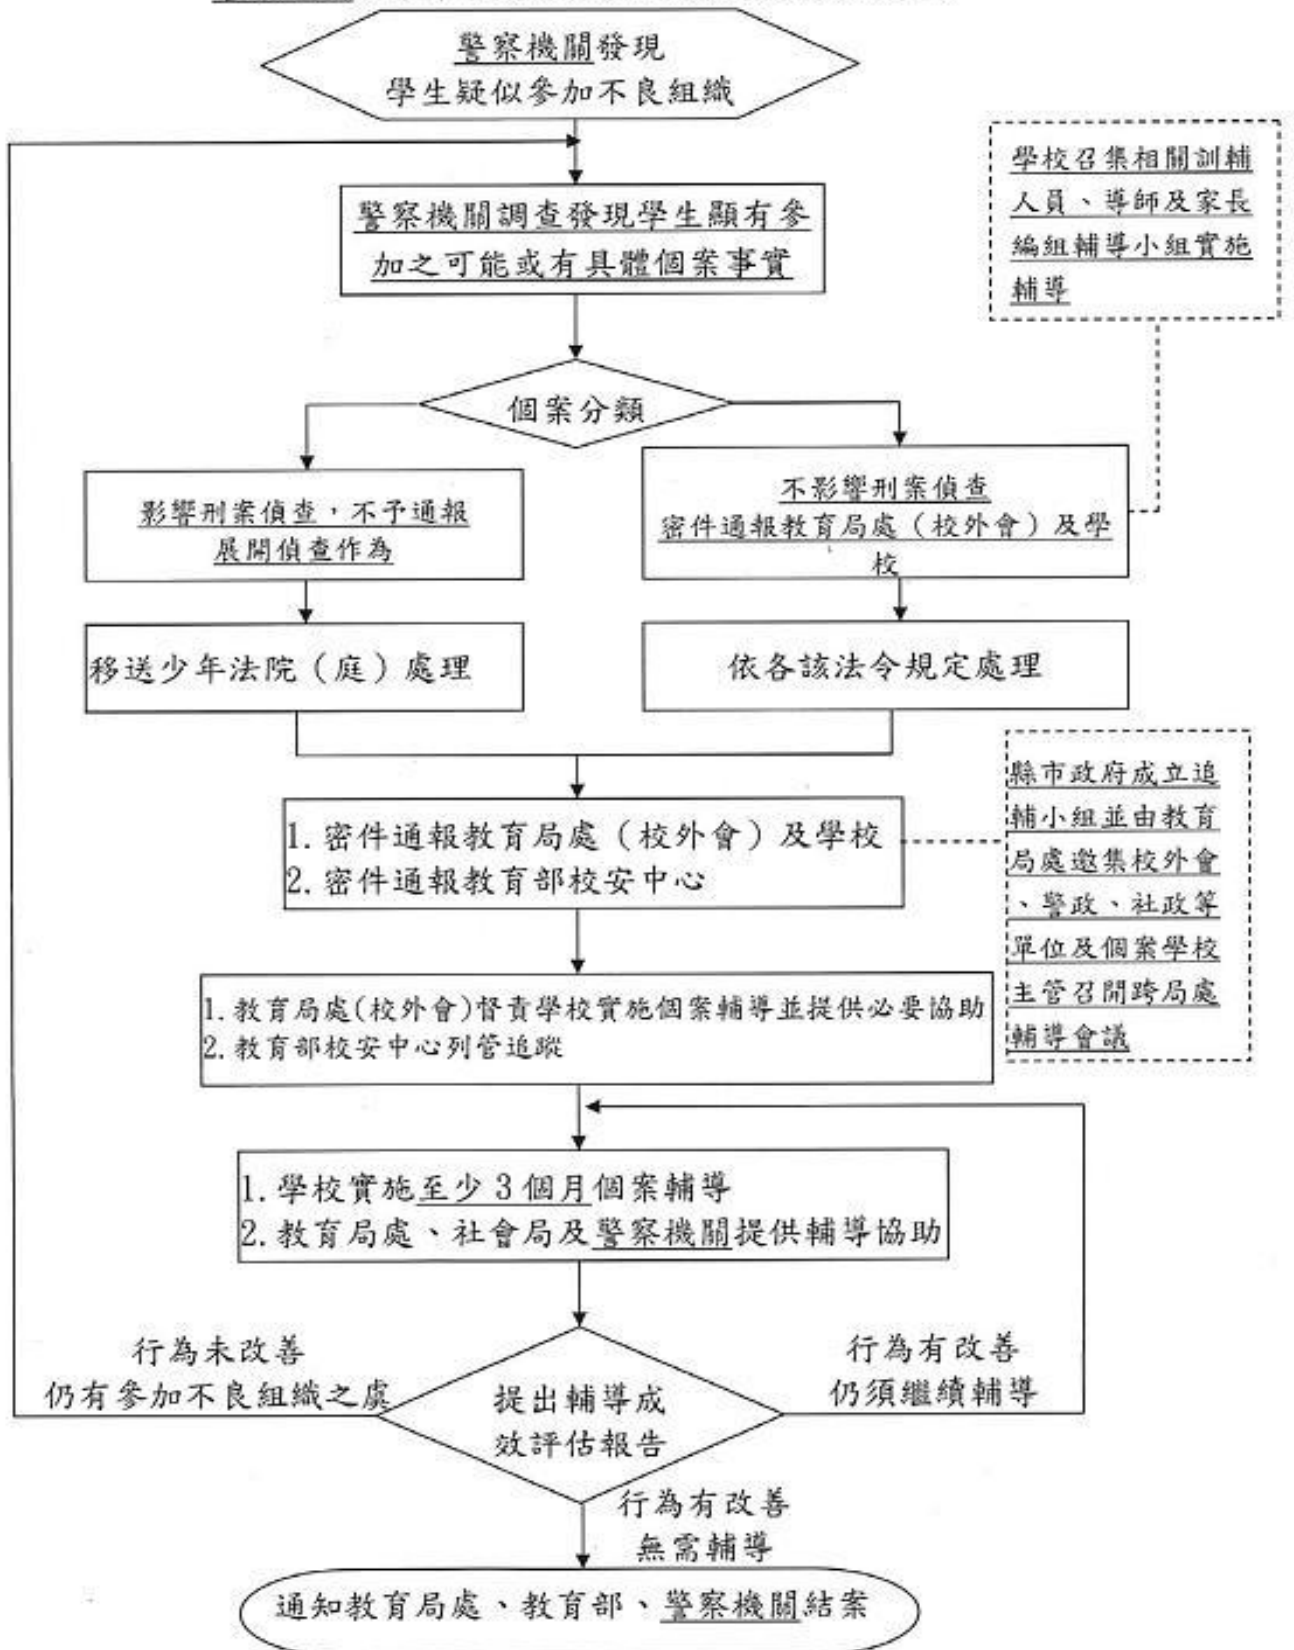 警察機關發現
學生疑似參加不良組織
學校召集相關訓輔
人員、導師及家長
編組輔導小組實施
輔導
警察機關調查發現學生顯有參
加之可能或有具體個案事實
個案分類
影響刑案偵查，不予通報
展開偵查作為
不影響刑案偵查
密件通報教育局處（校外會）及學
校
移送少年法院（庭）處理
依各該法令規定處理
縣市政府成立追
輔小組並由教育
局處邀集校外會
、警政、社政等
單位及個案學校
主管召開跨局處
輔導會議
1. 密件通報教育局處（校外會）及學校
2. 密件通報教育部校安中心
1. 教育局處(校外會)督責學校實施個案輔導並提供必要協助
2. 教育部校安中心列管追蹤
1. 學校實施至少 3 個月個案輔導
2. 教育局處、社會局及警察機關提供輔導協助
行為未改善
仍有參加不良組織之虞
行為有改善
仍須繼續輔導
提出輔導成
效評估報告
行為有改善
無需輔導
通知教育局處、教育部、警察機關結案